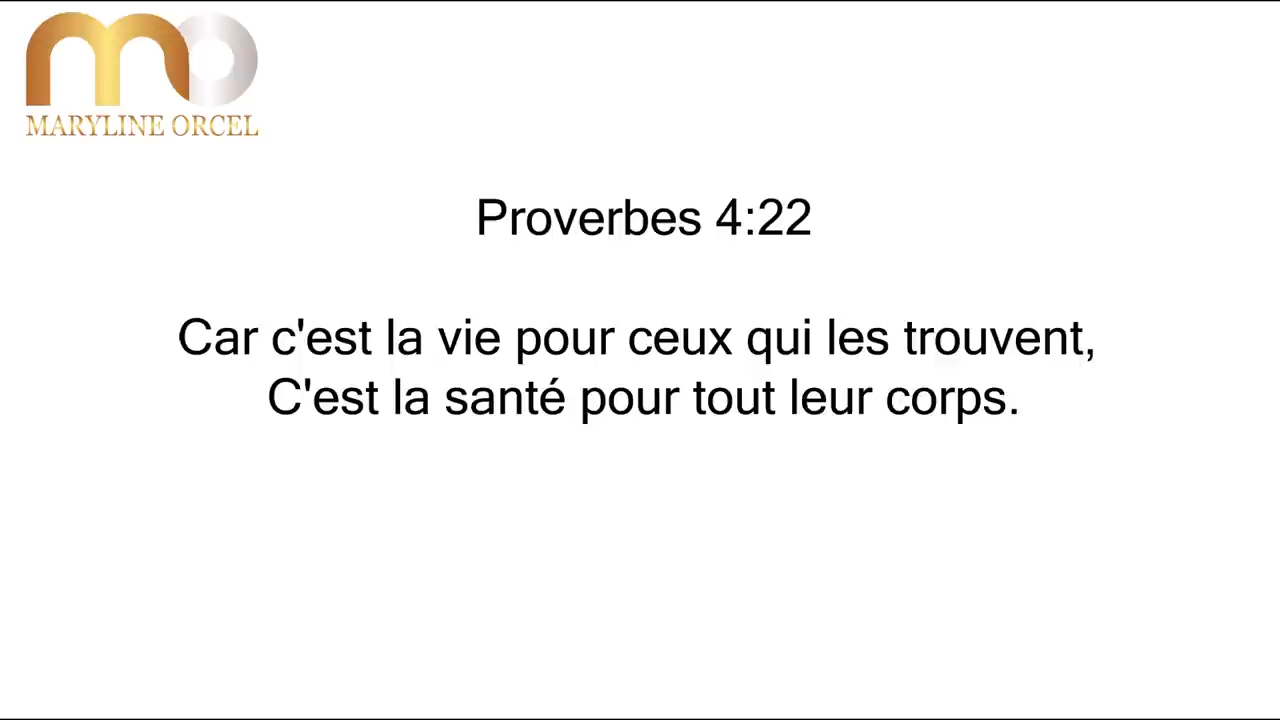 mo
MARYLINE ORCEL
Proverbes 4:22
Car c'est la vie pour ceux qui les trouvent,
C'est la santé pour tout leur corps.